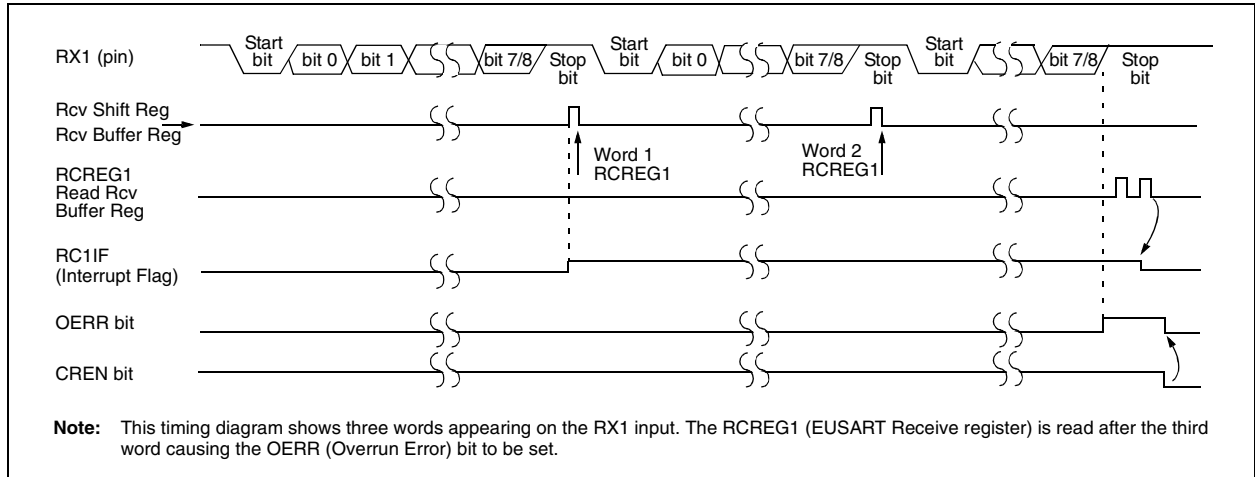 RX1 (pin)
Start bit
bit 0
bit 1
bit 7/8
Stop bit
Start bit
bit 0
bit 7/8
Stop bit
Start bit
bit 7/8
Stop bit
Rcv Shift Reg
Rcv Buffer Reg
Word 1
RCREG1
Word 2
RCREG1
RCREG1
Read Rcv
Buffer Reg
RC1IF
(Interrupt Flag)
OERR bit
CREN bit
Note: This timing diagram shows three words appearing on the RX1 input. The RCREG1 (EUSART Receive register) is read after the third
word causing the OERR (Overrun Error) bit to be set.